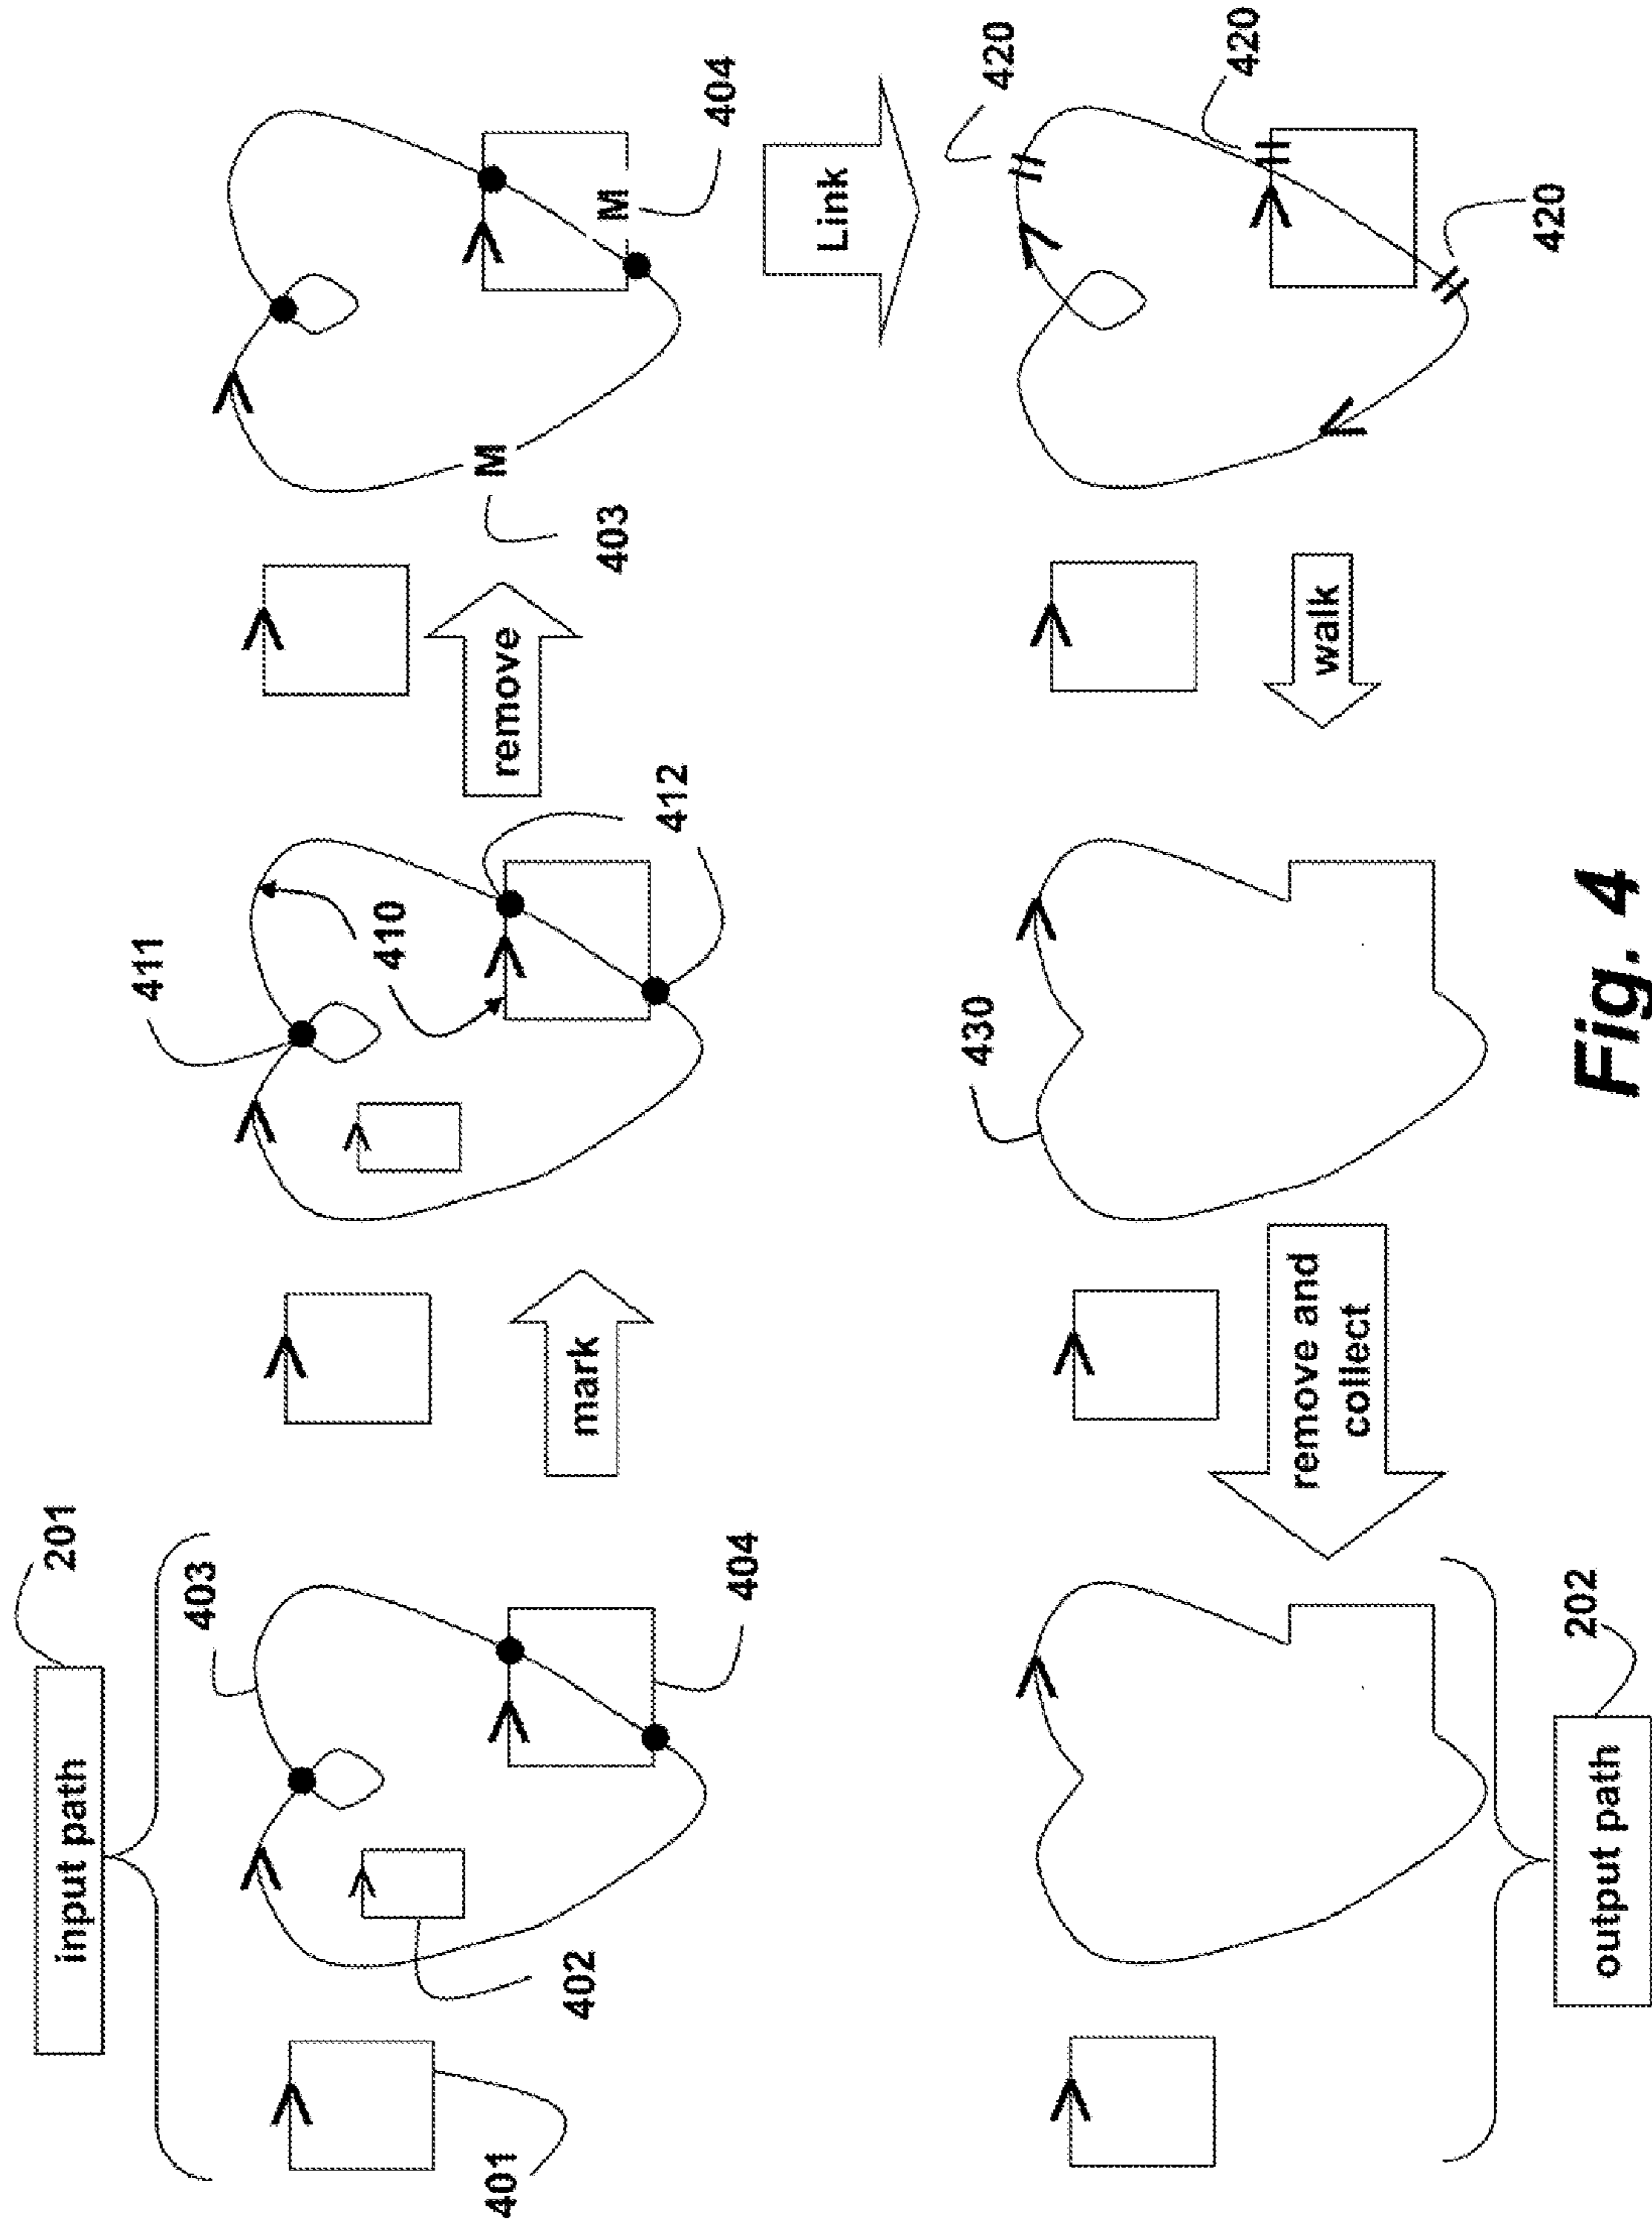 input path
201
403
404
402
401
mark
411
410
412
remove
M
M
403
404
Link
420
420
420
walk
430
remove and
collect
output path
202
Fig. 4